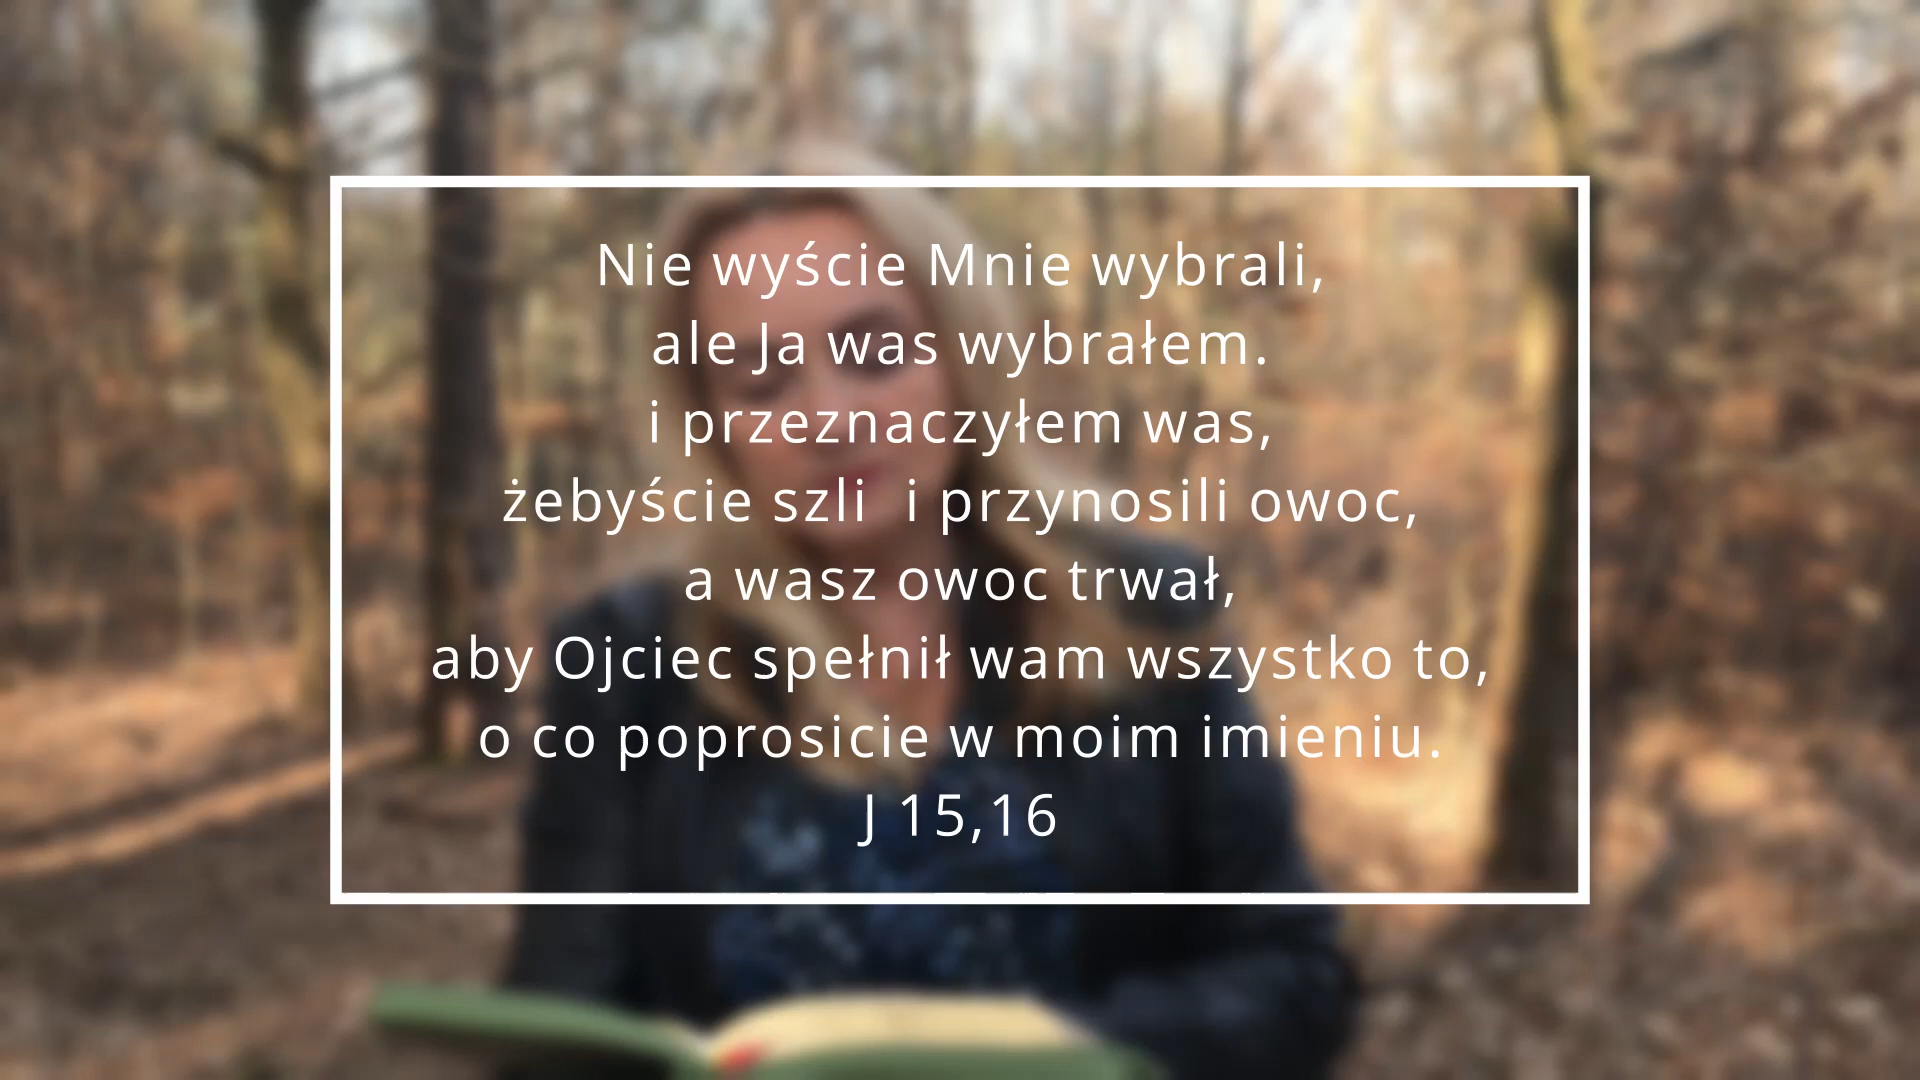 Nie wyście Mnie wybrali,
ale Ja was wybrałem.
i przeznaczyłem was,
żebyście szli  i przynosili owoc,
a wasz owoc trwał,
aby Ojciec spełnił wam wszystko to,
o co poprosicie w moim imieniu.
J 15,16